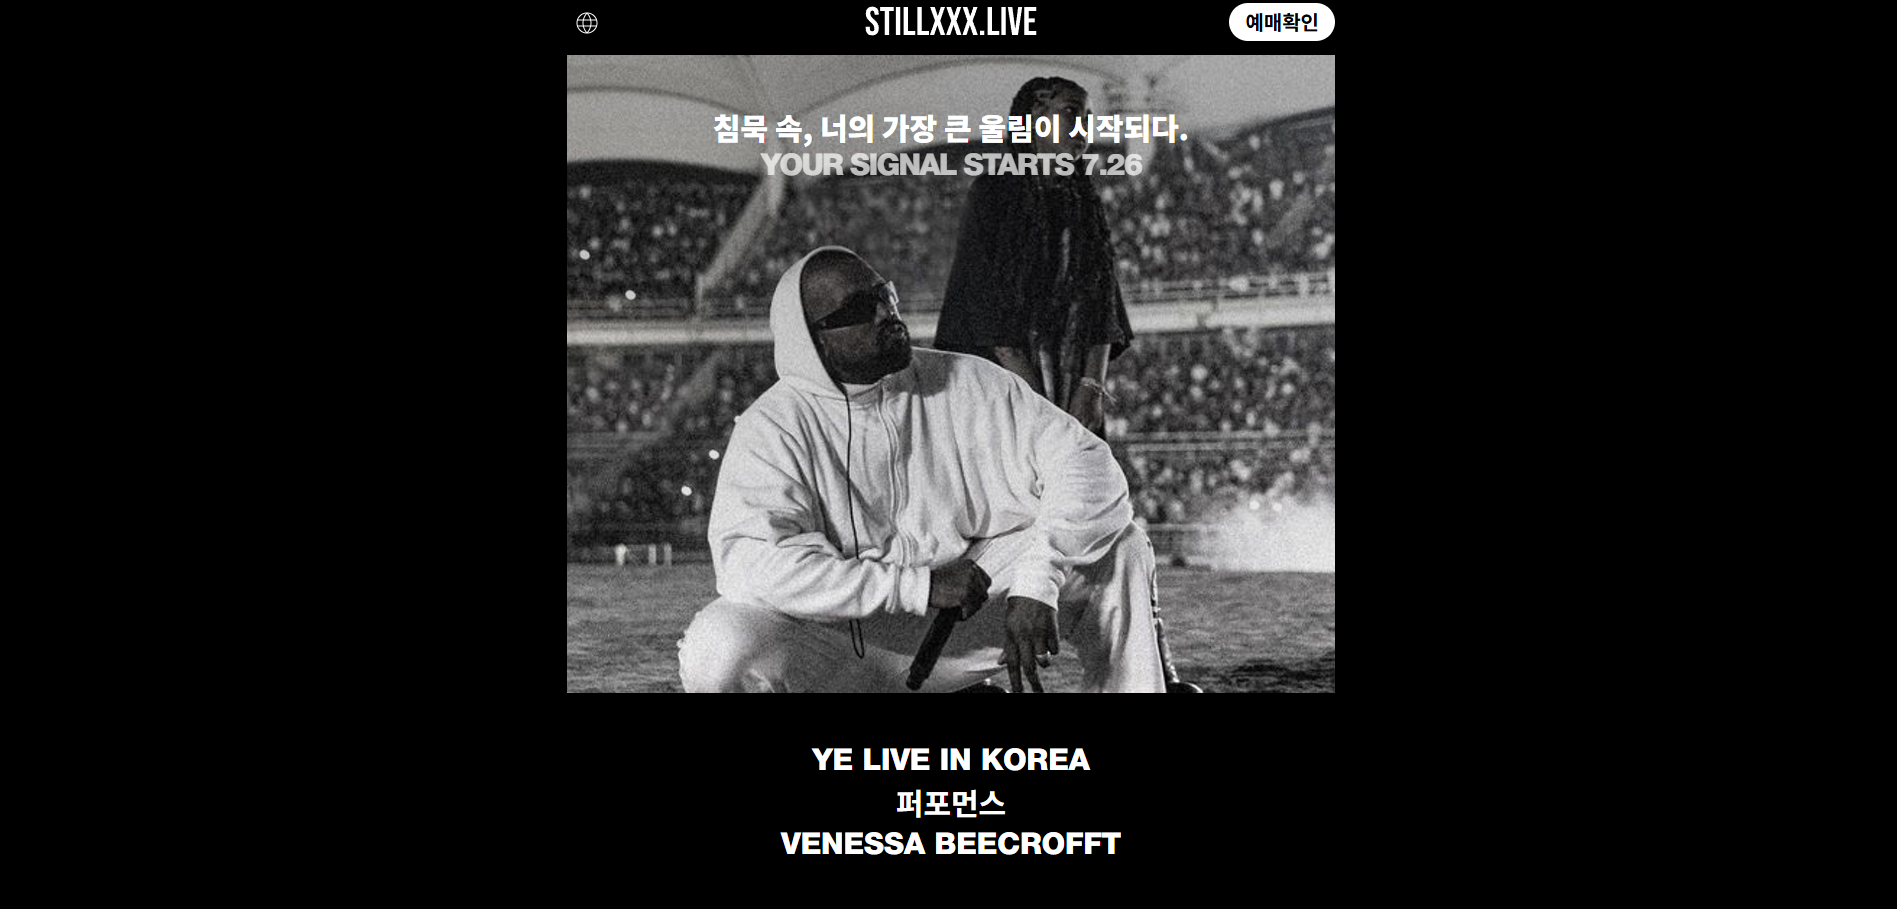 STILLXXX.LIVE
예매확인
침묵 속, 너의 가장 큰 울림이 시작되다.
YOUR SIGNAL STARTS 7.26
YE LIVE IN KOREA
퍼포먼스
VENESSA BEECROFFT